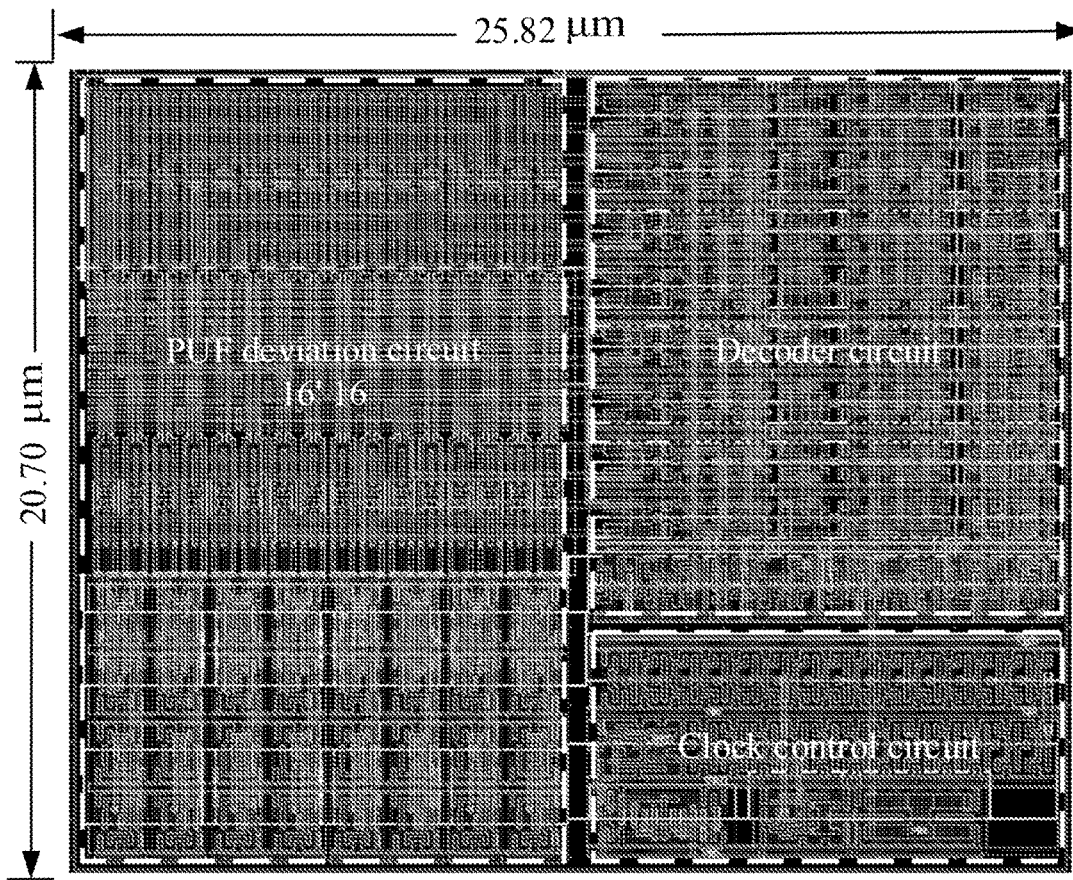 25.82 μm
20.70 μm
PUF deviation circuit
16' 16
Decoder circuit
Clock control circuit